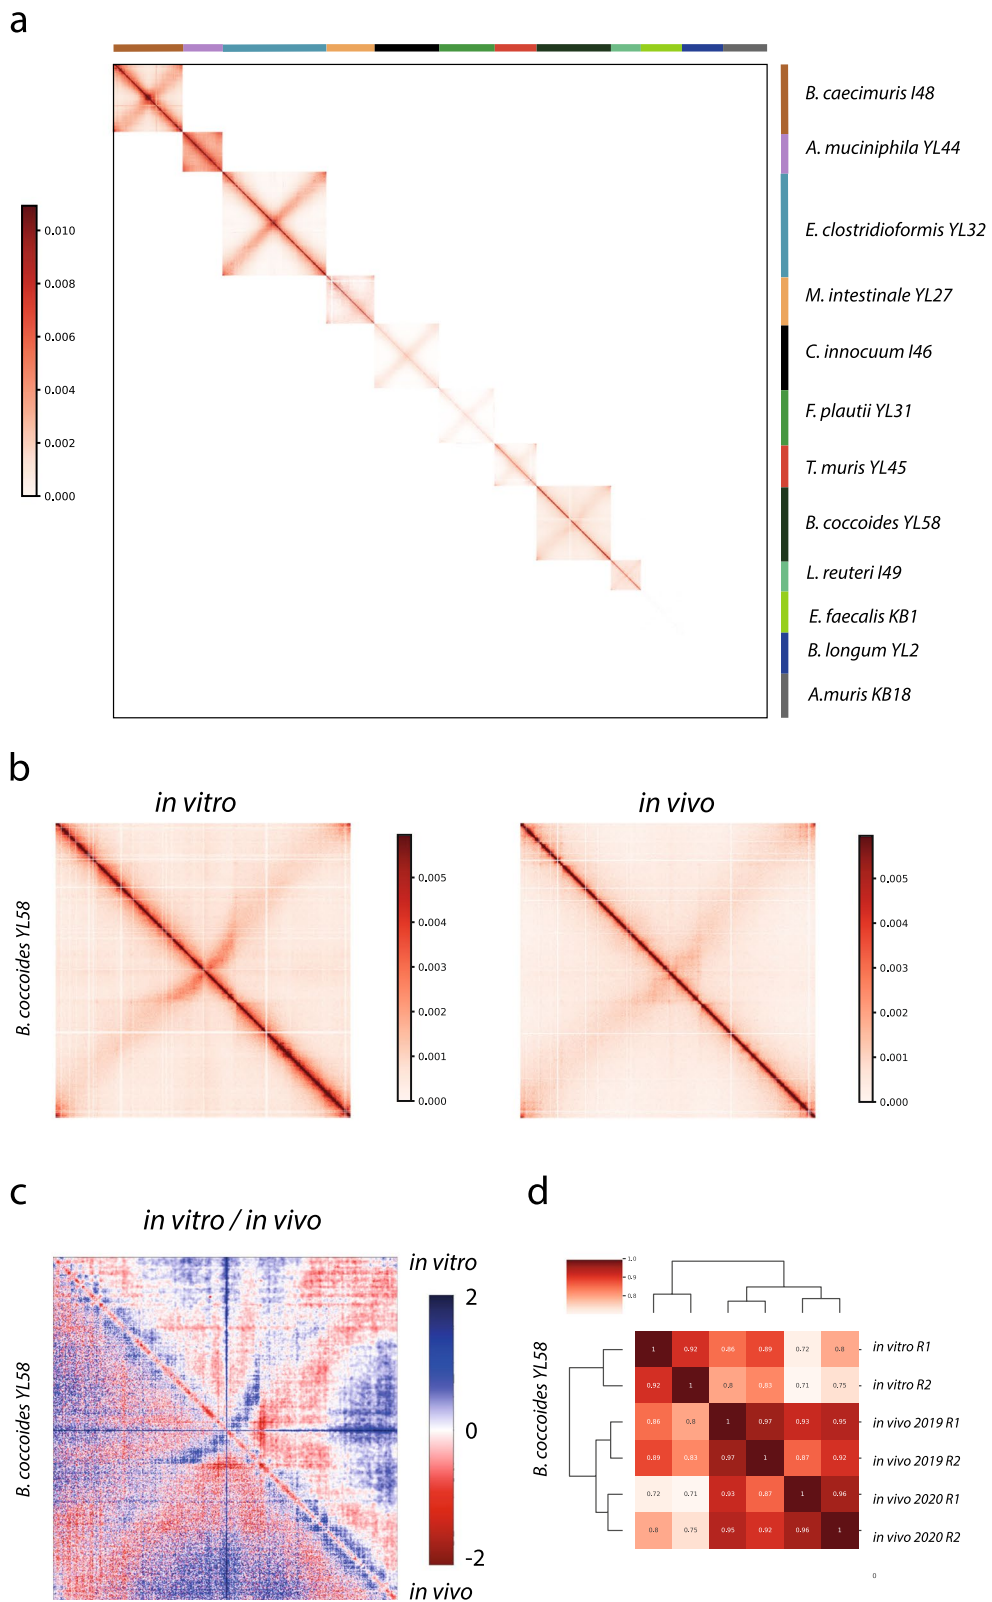 a
B. caecimuris I48
A. muciniphila YL44
E. clostridioformis YL32
M. intestinale YL27
C. innocuum I46
F. plautii YL31
T. muris YL45
B. coccoides YL58
L. reuteri I49
E. faecalis KB1
B. longum YL2
A.muris KB18
0.010
0.008
0.006
0.004
0.002
0.000
b
in vitro
in vivo
B. coccoides YL58
0.005
0.004
0.003
0.002
0.001
0.000
0.005
0.004
0.003
0.002
0.001
0.000
c
in vitro / in vivo
in vitro
B. coccoides YL58
2
0
-2
in vivo
d
1.0
0.9
0.8
B. coccoides YL58
1 0.92 0.86 0.89 0.72 0.8 in vitro R1
0.92 1 0.8 0.83 0.71 0.75 in vitro R2
0.86 0.8 1 0.97 0.93 0.95 in vivo 2019 R1
0.89 0.83 0.97 1 0.87 0.92 in vivo 2019 R2
0.72 0.71 0.93 0.87 1 0.96 in vivo 2020 R1
0.8 0.75 0.95 0.92 0.96 1 in vivo 2020 R2
0